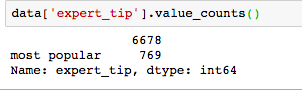 data['expert_tip'].value_counts()
6678
most popular 769
Name: expert_tip, dtype: int64